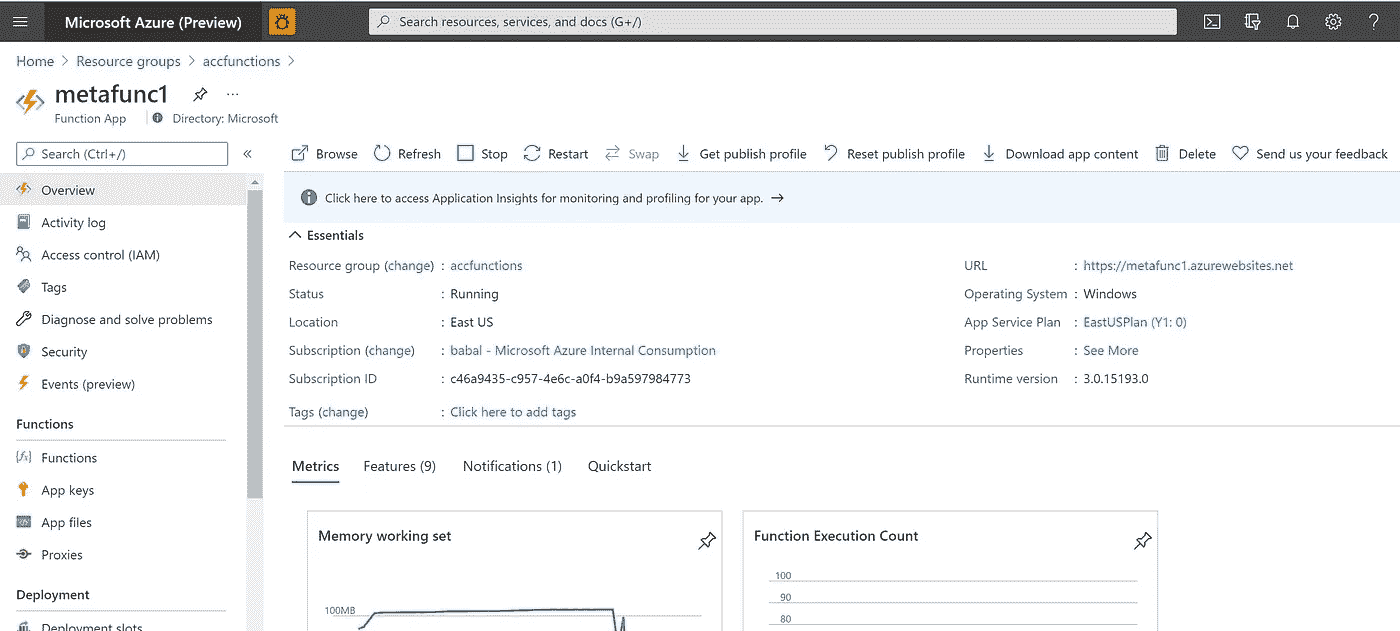 Microsoft Azure (Preview)
Search resources, services, and docs (G+/)
Home > Resource groups > accfunctions >
metafunc1
Function App
Directory: Microsoft
Search (Ctrl+/)
Overview
Activity log
Access control (IAM)
Tags
Diagnose and solve problems
Security
Events (preview)
Functions
Functions
App keys
App files
Proxies
Deployment
Deployment slots
Browse Refresh Stop Restart Swap Get publish profile Reset publish profile Download app content Delete Send us your feedback
Click here to access Application Insights for monitoring and profiling for your app. →
Essentials
Resource group (change) : accfunctions
Status : Running
Location : East US
Subscription (change) : babal - Microsoft Azure Internal Consumption
Subscription ID : c46a9435-c957-4e6c-a0f4-b9a597984773
Tags (change) : Click here to add tags
URL : https://metafunc1.azurewebsites.net
Operating System : Windows
App Service Plan : EastUSPlan (Y1: 0)
Properties : See More
Runtime version : 3.0.15193.0
Metrics Features (9) Notifications (1) Quickstart
Memory working set
100MB
Function Execution Count
100
90
80